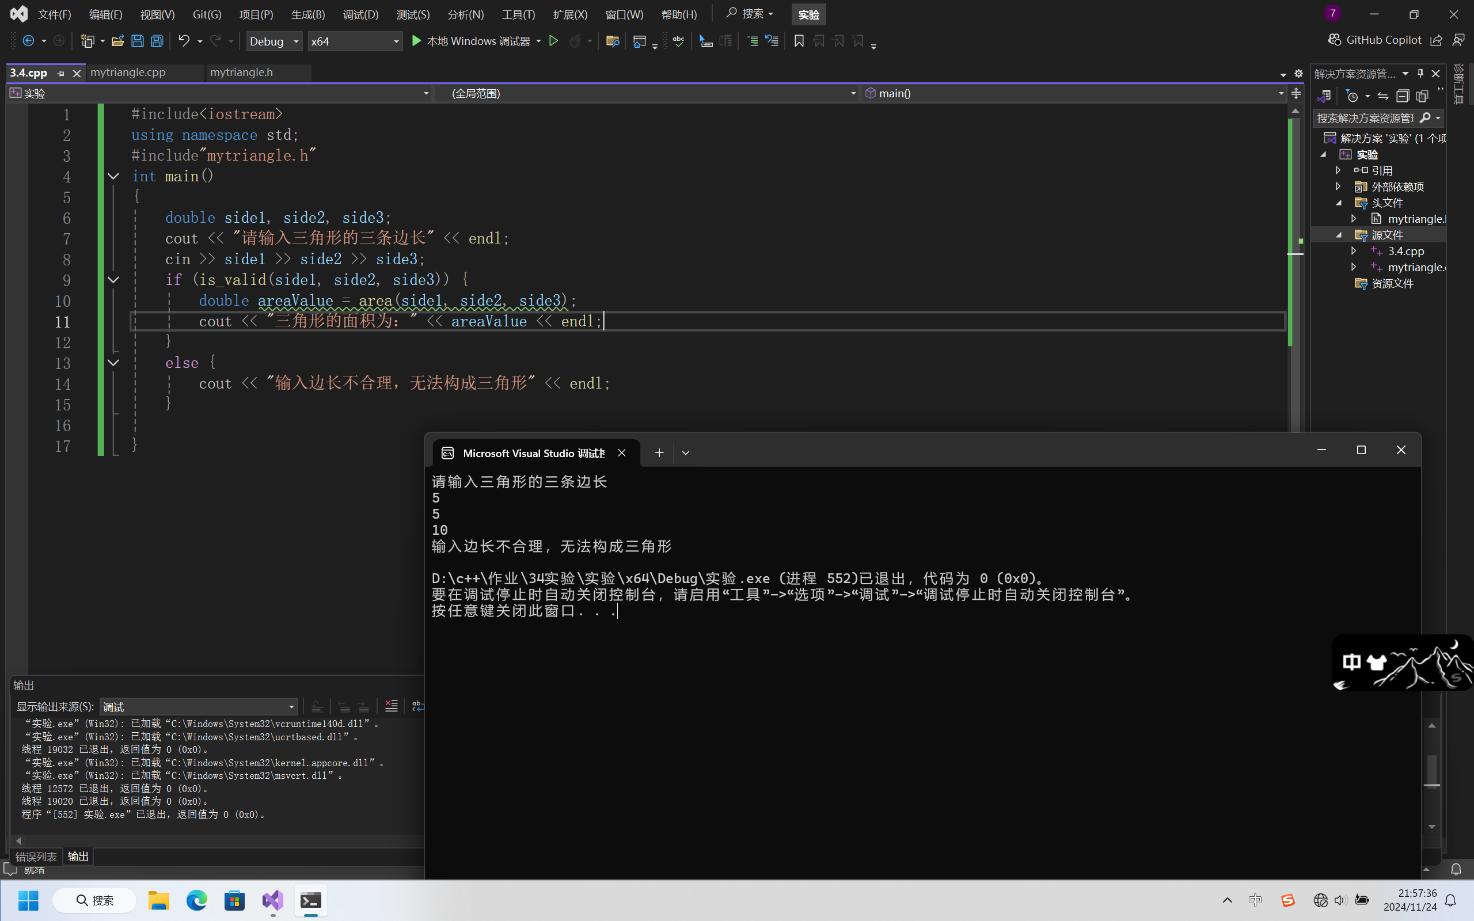 文件(F) 编辑(E) 视图(V) Git(G) 项目(P) 生成(B) 调试(D) 测试(S) 分析(N) 工具(T) 扩展(X) 窗口(W) 帮助(H) 搜索 实验 7
Debug x64 本地 Windows 调试器 GitHub Copilot
3.4.cpp mytriangle.cpp mytriangle.h
实验 (全局范围) main()
1 #include<iostream>
2 using namespace std;
3 #include"mytriangle.h"
4 int main()
5 {
6 double side1, side2, side3;
7 cout << "请输入三角形的三条边长" << endl;
8 cin >> side1 >> side2 >> side3;
9 if (is_valid(side1, side2, side3)) {
10 double areaValue = area(side1, side2, side3);
11 cout << "三角形的面积为: " << areaValue << endl;
12 }
13 else {
14 cout << "输入边长不合理, 无法构成三角形" << endl;
15 }
16
17 }
解决方案资源管...
搜索解决方案资源管理
解决方案 '实验' (1 个项
实验
引用
外部依赖项
头文件
mytriangle.
源文件
3.4.cpp
mytriangle.
资源文件
诊断工具
Microsoft Visual Studio 调试
请输入三角形的三条边长
5
5
10
输入边长不合理, 无法构成三角形
D:\c++\作业\34实验\实验\x64\Debug\实验.exe (进程 552)已退出, 代码为 0 (0x0)。
要在调试停止时自动关闭控制台, 请启用“工具”->“选项”->“调试”->“调试停止时自动关闭控制台”。
按任意键关闭此窗口. . .
中
输出
显示输出来源(S): 调试
“实验.exe”(Win32): 已加载“C:\Windows\System32\vcruntime140d.dll”。
“实验.exe”(Win32): 已加载“C:\Windows\System32\ucrtbased.dll”。
线程 19032 已退出, 返回值为 0 (0x0)。
“实验.exe”(Win32): 已加载“C:\Windows\System32\kernel.appcore.dll”。
“实验.exe”(Win32): 已加载“C:\Windows\System32\msvcrt.dll”。
线程 12572 已退出, 返回值为 0 (0x0)。
线程 19020 已退出, 返回值为 0 (0x0)。
程序“[552] 实验.exe”已退出, 返回值为 0 (0x0)。
错误列表 输出
就绪
搜索
中
21:57:36
2024/11/24